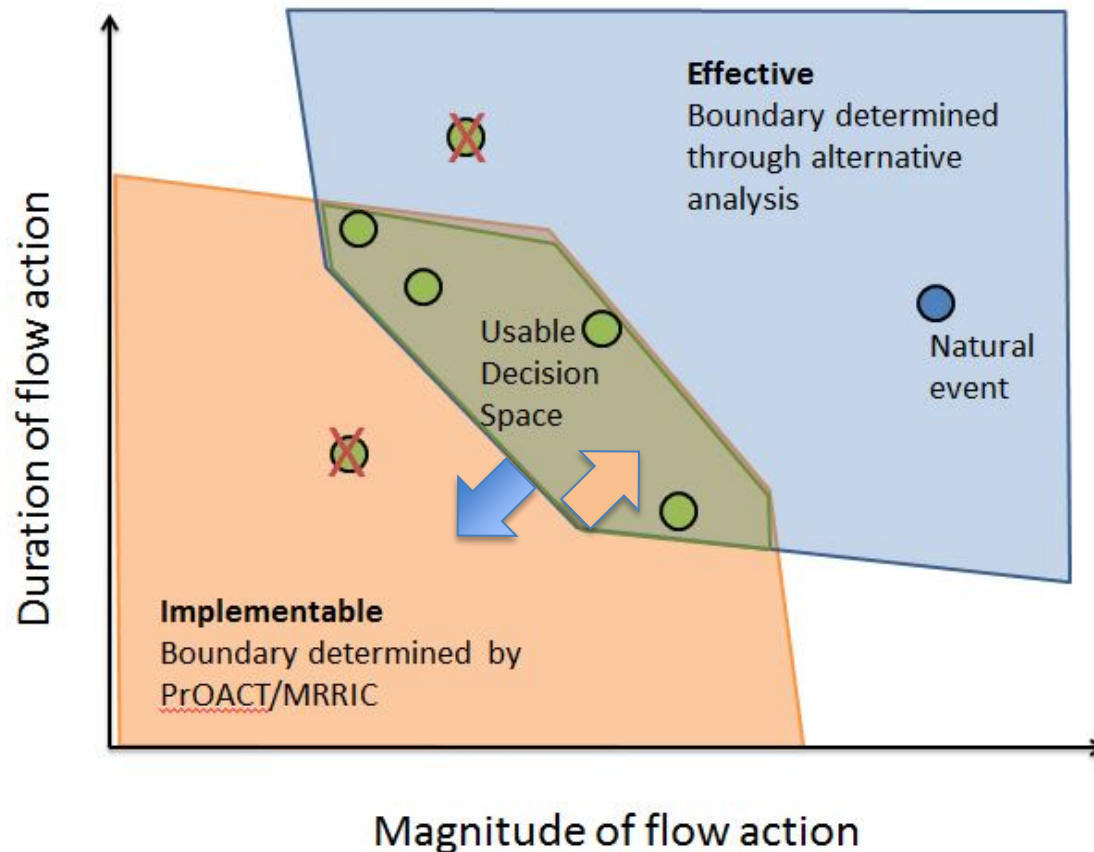 Duration of flow action
Effective
Boundary determined
through alternative
analysis
Natural
event
Usable
Decision
Space
Implementable
Boundary determined by
PrOACT/MRRIC
Magnitude of flow action